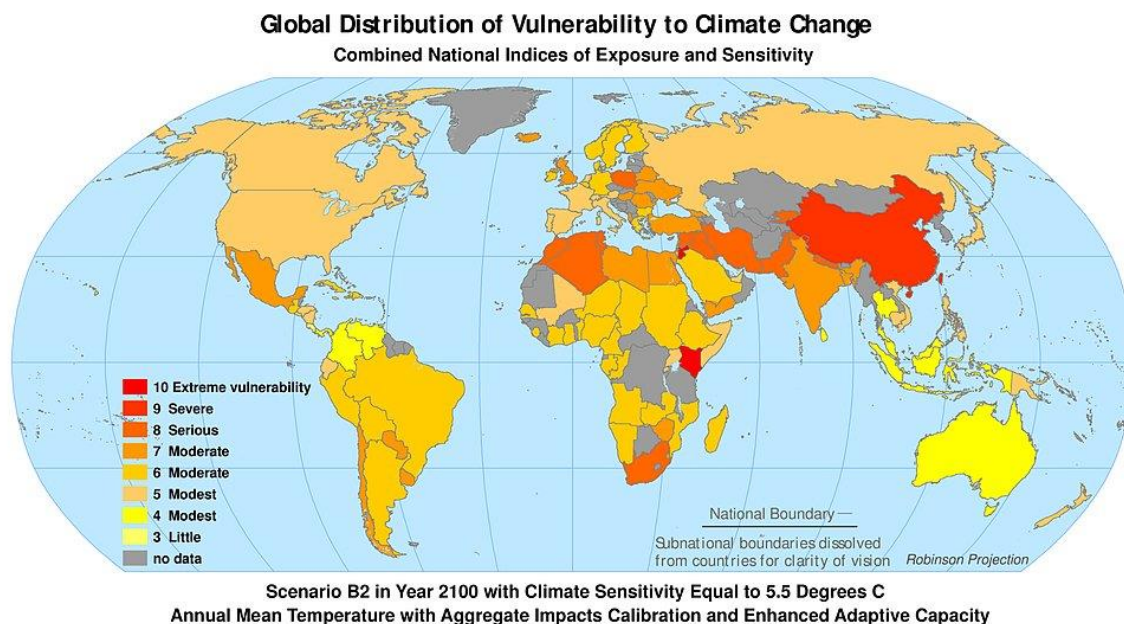 Global Distribution of Vulnerability to Climate Change
Combined National Indices of Exposure and Sensitivity
10 Extreme vulnerability
9 Severe
8 Serious
7 Moderate
6 Moderate
5 Modest
4 Modest
3 Little
no data
National Boundary
Subnational boundaries dissolved
from countries for clarity of vision
Robinson Projection
Scenario B2 in Year 2100 with Climate Sensitivity Equal to 5.5 Degrees C
Annual Mean Temperature with Aggregate Impacts Calibration and Enhanced Adaptive Capacity